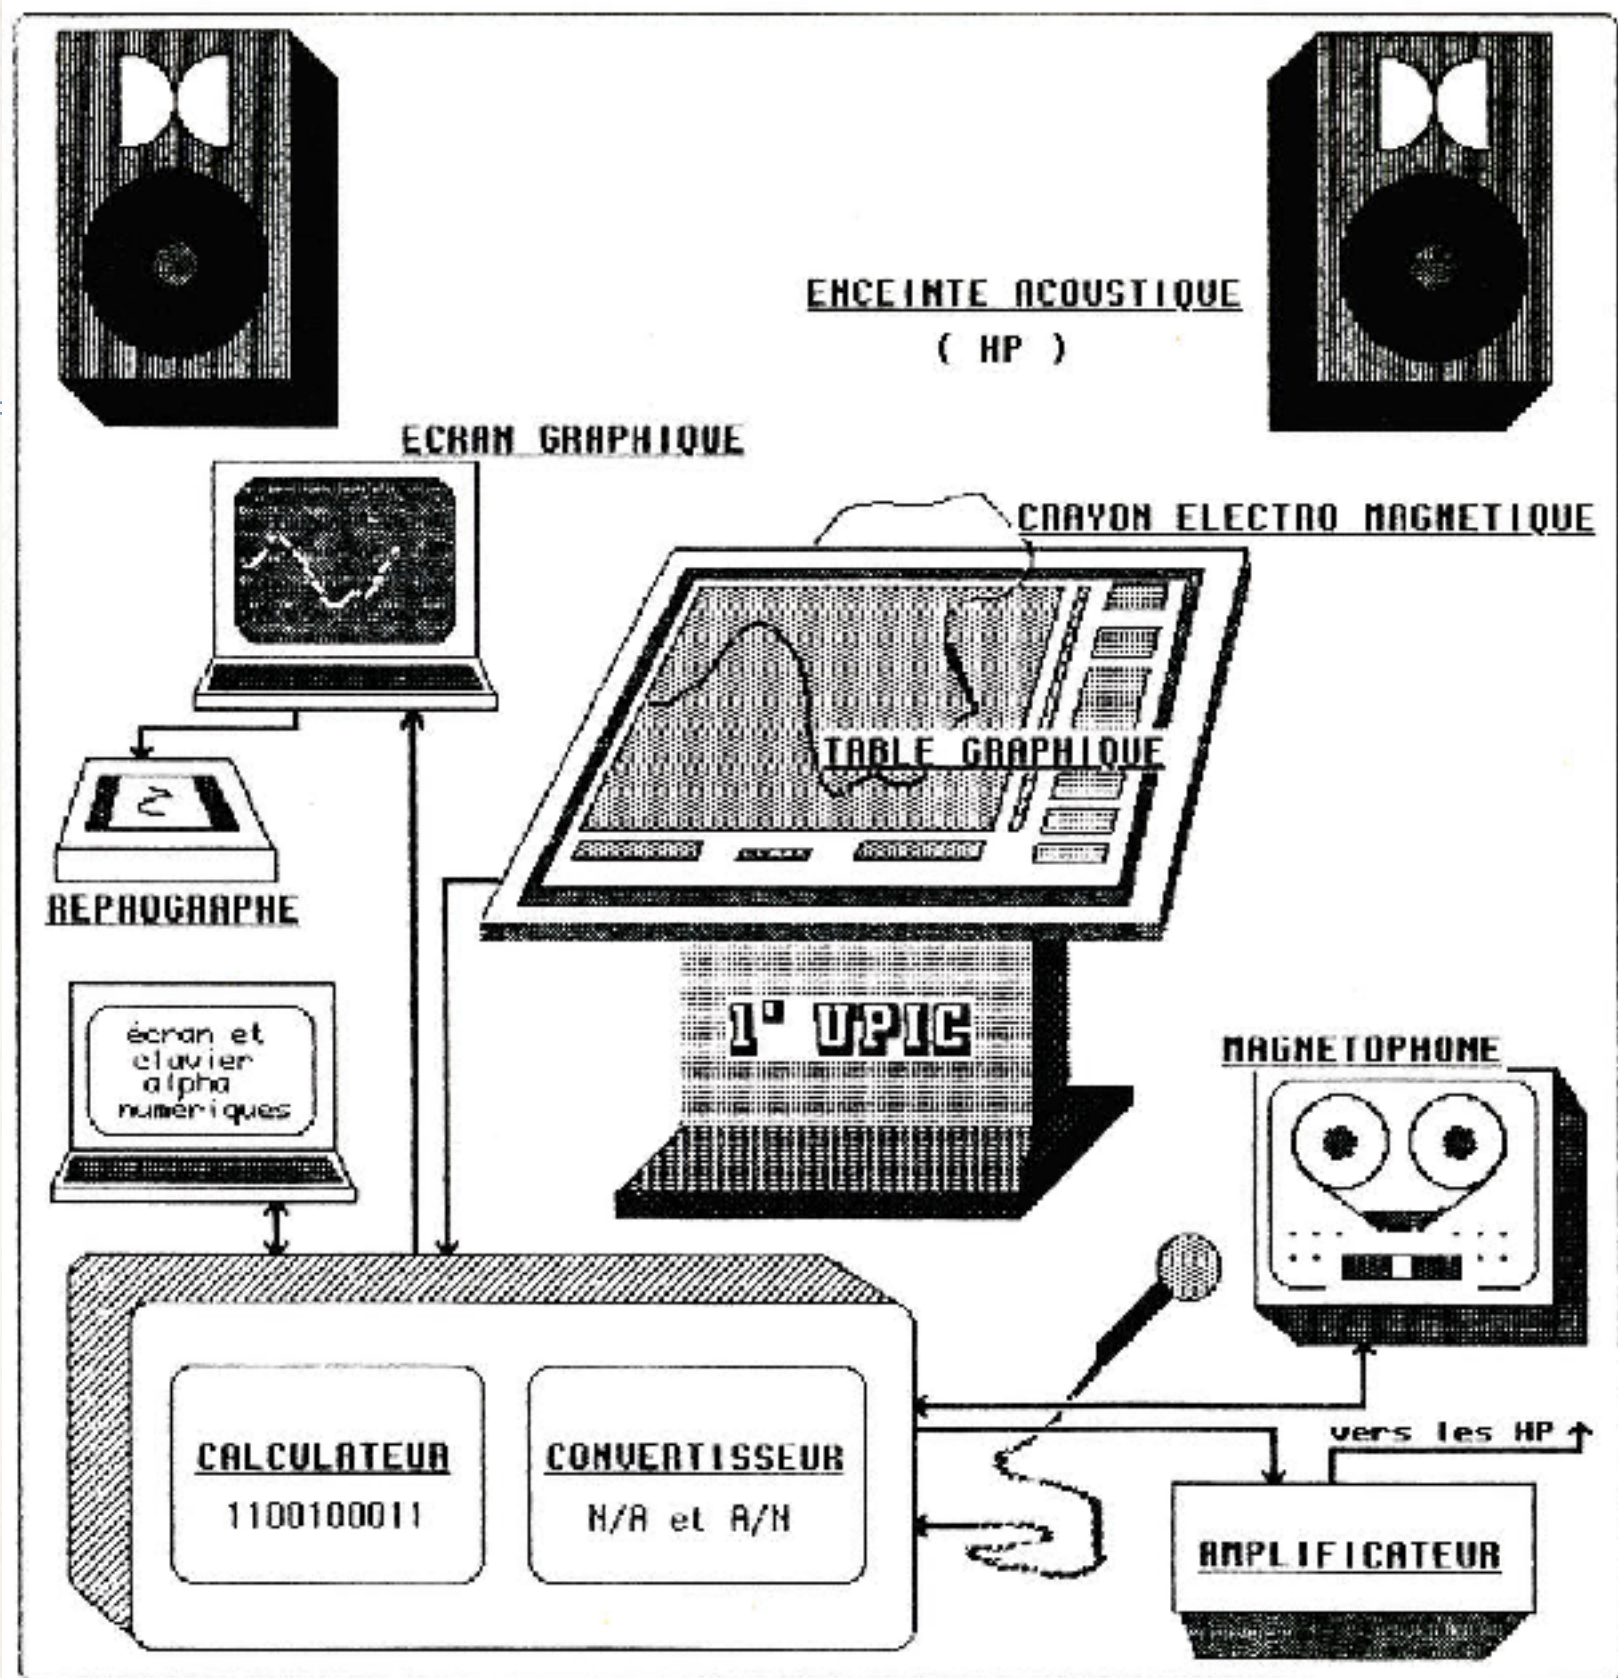 ENCEINTE ACOUSTIQUE
( HP )
ECRAN GRAPHIQUE
CRAYON ELECTRO MAGNETIQUE
TABLE GRAPHIQUE
REPROGRAPHE
1° UPIC
écran et
clavier
alpha
numériques
MAGNETOPHONE
vers les HP
CALCULATEUR
1100100011
CONVERTISSEUR
N/A et A/N
AMPLIFICATEUR